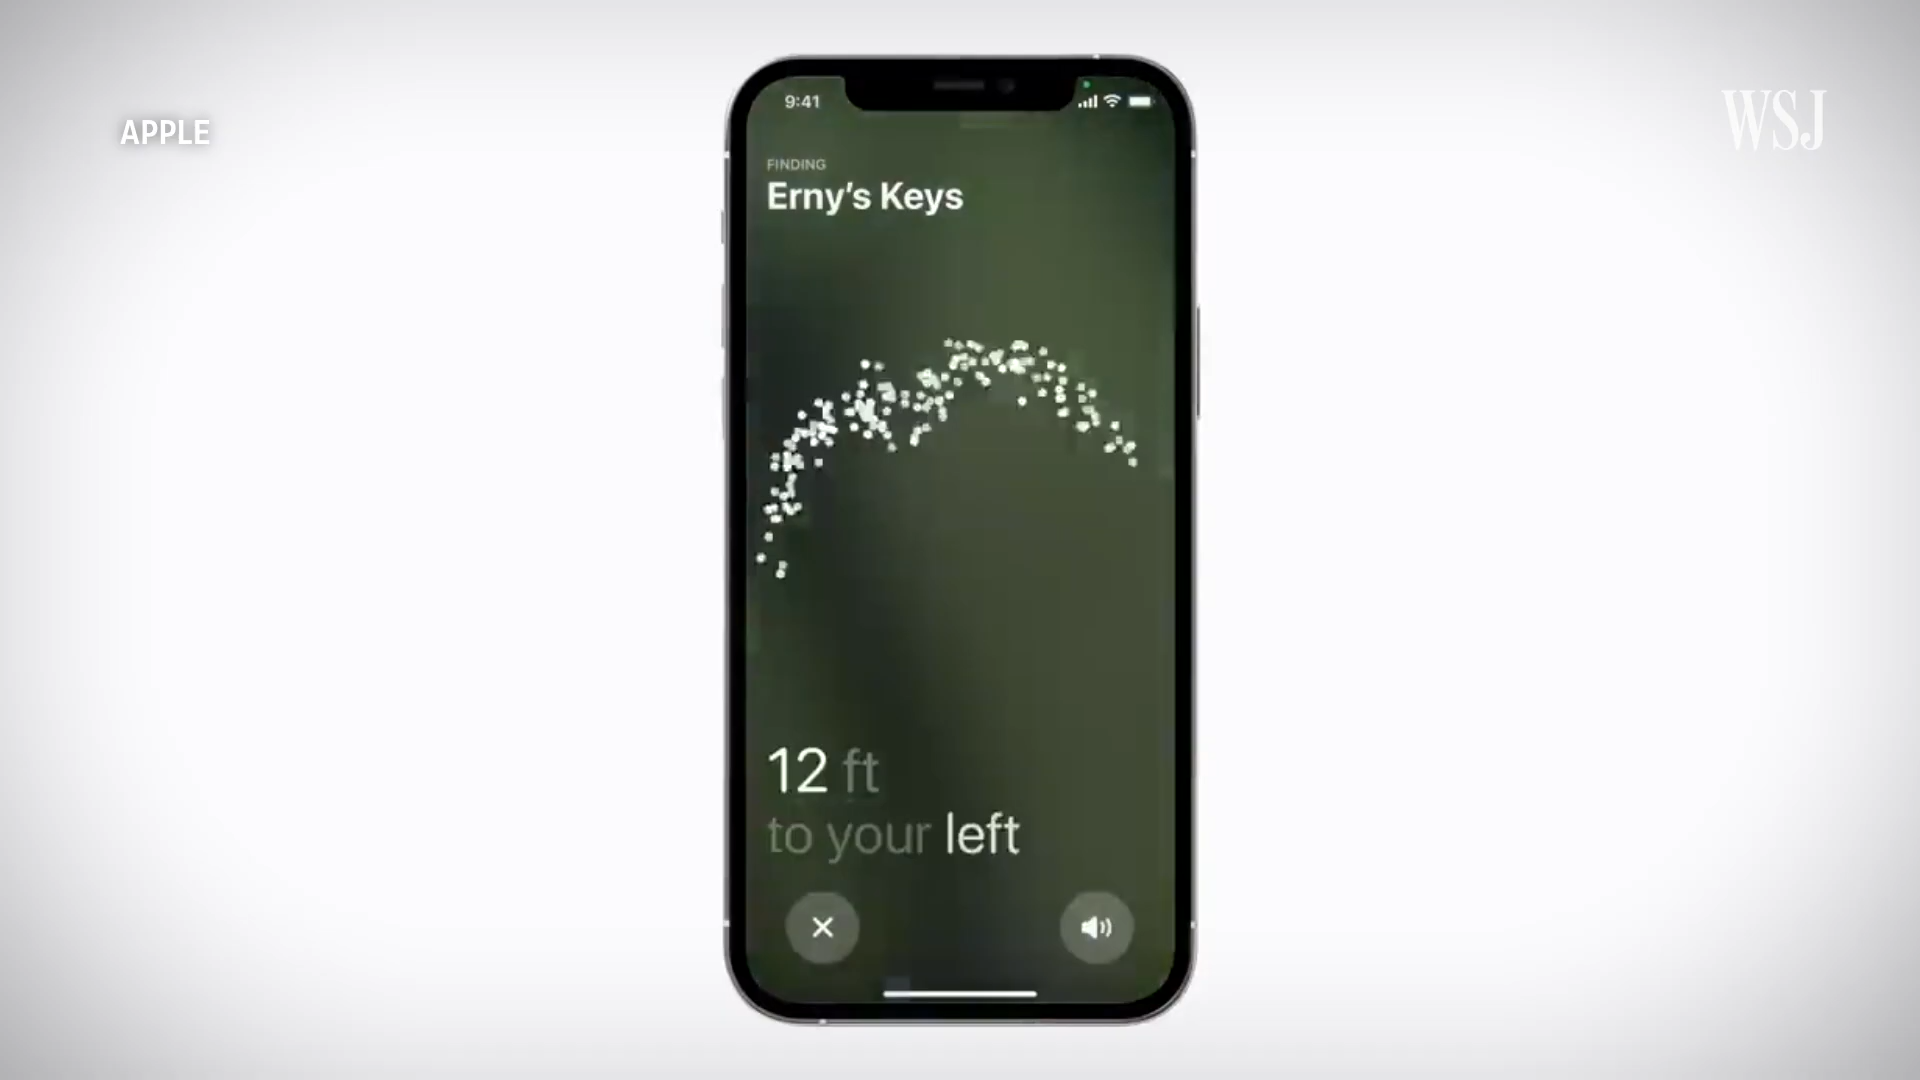 APPLE
WSJ
9:41
FINDING
Erny's Keys
12 ft
to your left